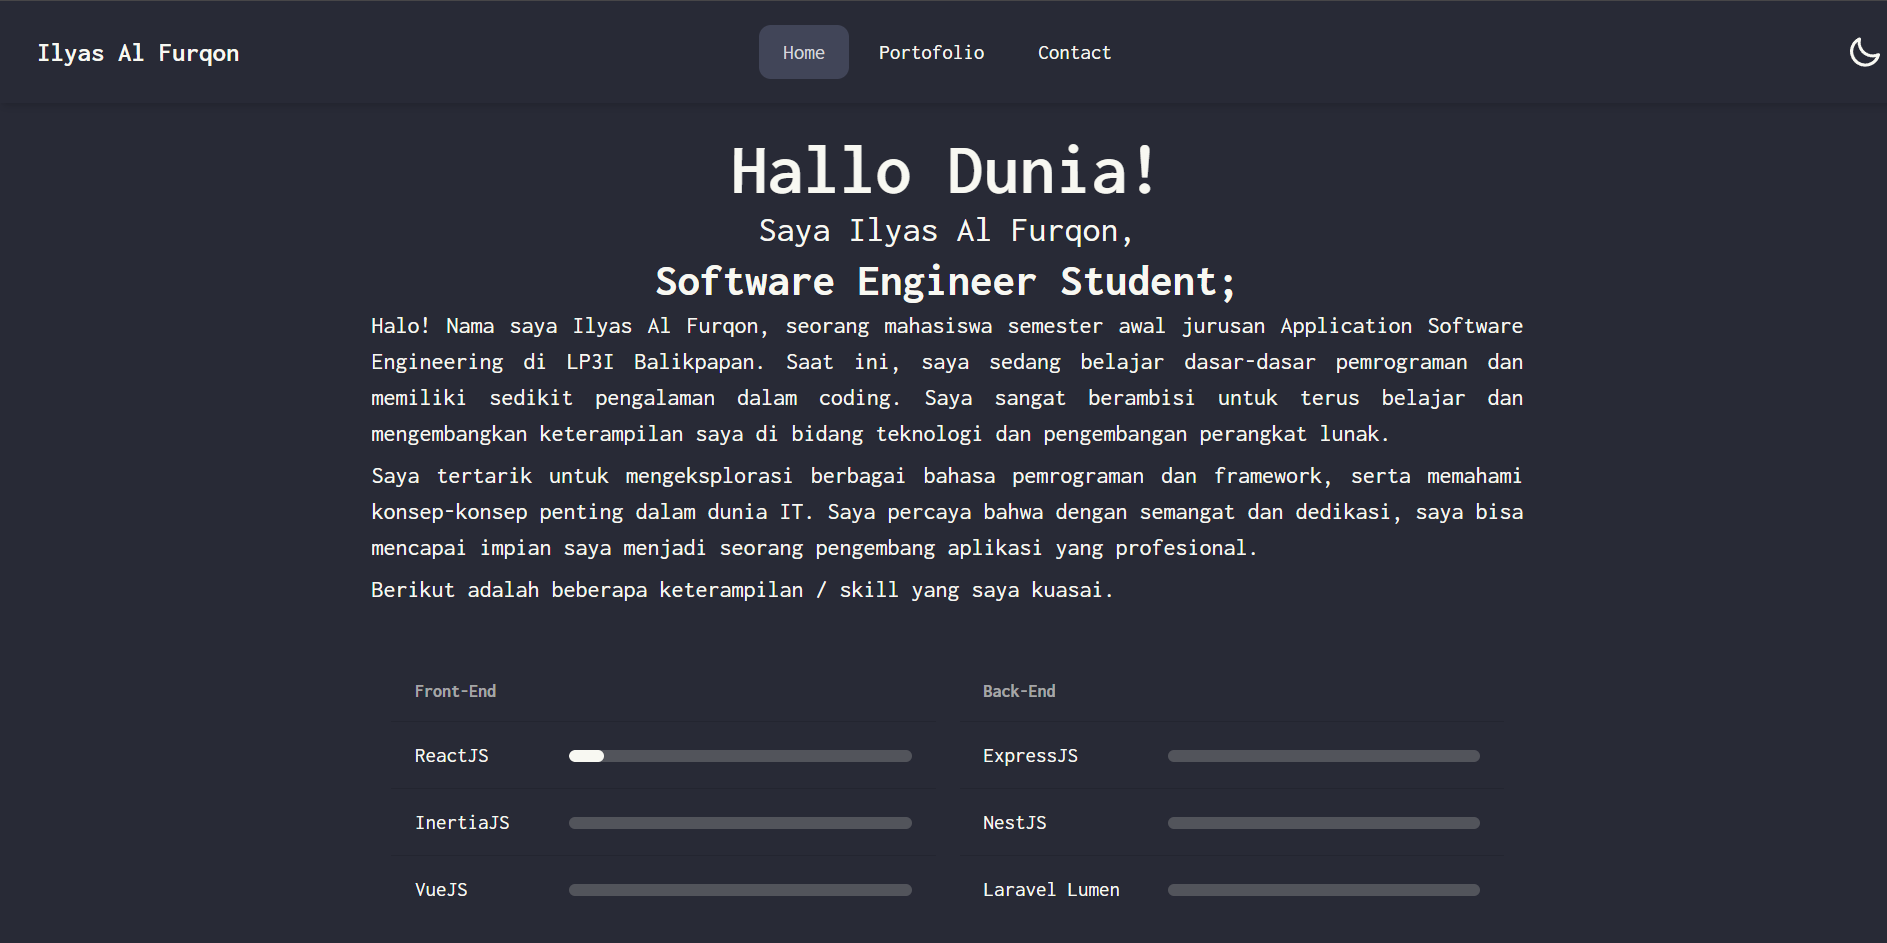 Ilyas Al Furqon
Home Portofolio Contact
Hallo Dunia!
Saya Ilyas Al Furqon,
Software Engineer Student;
Halo! Nama saya Ilyas Al Furqon, seorang mahasiswa semester awal jurusan Application Software
Engineering di LP3I Balikpapan. Saat ini, saya sedang belajar dasar-dasar pemrograman dan
memiliki sedikit pengalaman dalam coding. Saya sangat berambisi untuk terus belajar dan
mengembangkan keterampilan saya di bidang teknologi dan pengembangan perangkat lunak.
Saya tertarik untuk mengeksplorasi berbagai bahasa pemrograman dan framework, serta memahami
konsep-konsep penting dalam dunia IT. Saya percaya bahwa dengan semangat dan dedikasi, saya bisa
mencapai impian saya menjadi seorang pengembang aplikasi yang profesional.
Berikut adalah beberapa keterampilan / skill yang saya kuasai.
Front-End
ReactJS
InertiaJS
VueJS
Back-End
ExpressJS
NestJS
Laravel Lumen